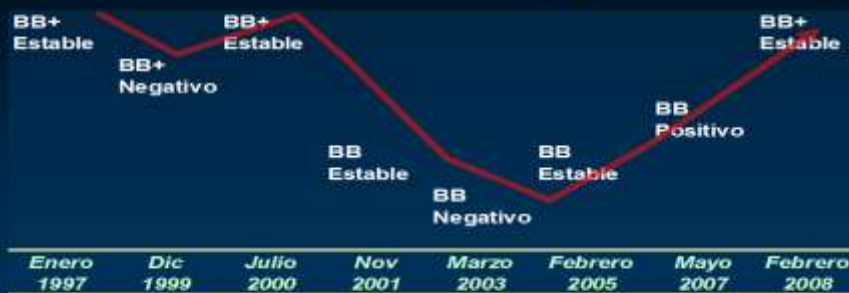 BB+
Estable
BB+
Negativo
BB+
Estable
BB
Estable
BB
Negativo
BB
Estable
BB
Positivo
BB+
Estable
Enero Dic Julio Nov Marzo Febrero Mayo Febrero
1997 1999 2000 2001 2003 2005 2007 2008